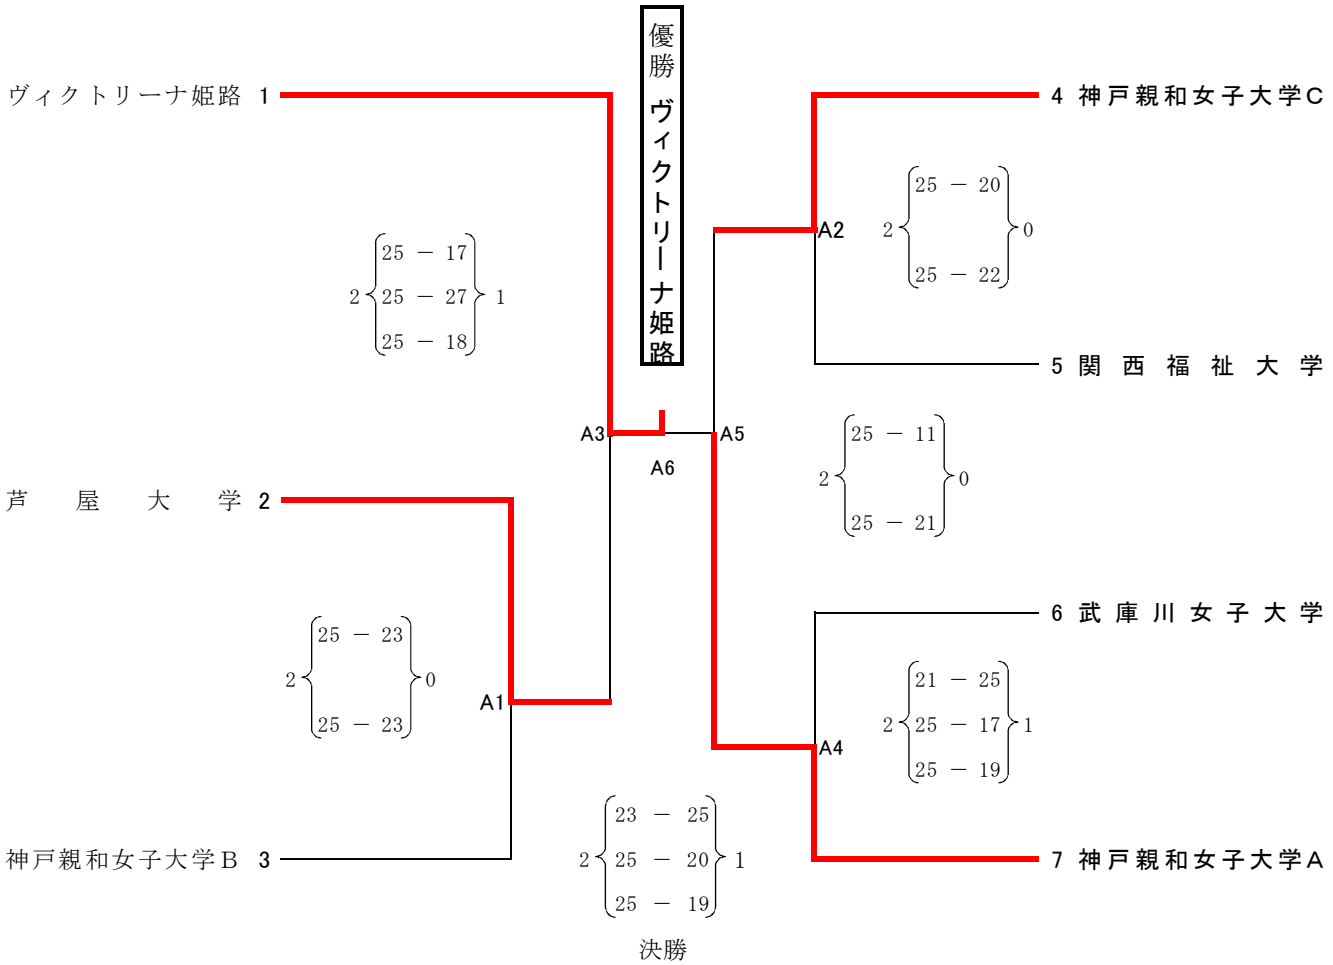 優勝 ヴィクトリーナ姫路
ヴィクトリーナ姫路 1
4 神戸親和女子大学C
25 － 20
2 0
25 － 22
A2
25 － 17
2 25 － 27 1
25 － 18
5 関西福祉大学
A3
A5
A6
25 － 11
2 0
25 － 21
芦屋大学 2
6 武庫川女子大学
25 － 23
2 0
25 － 23
A1
21 － 25
2 25 － 17 1
25 － 19
A4
神戸親和女子大学B 3
7 神戸親和女子大学A
23 － 25
2 25 － 20 1
25 － 19
決勝